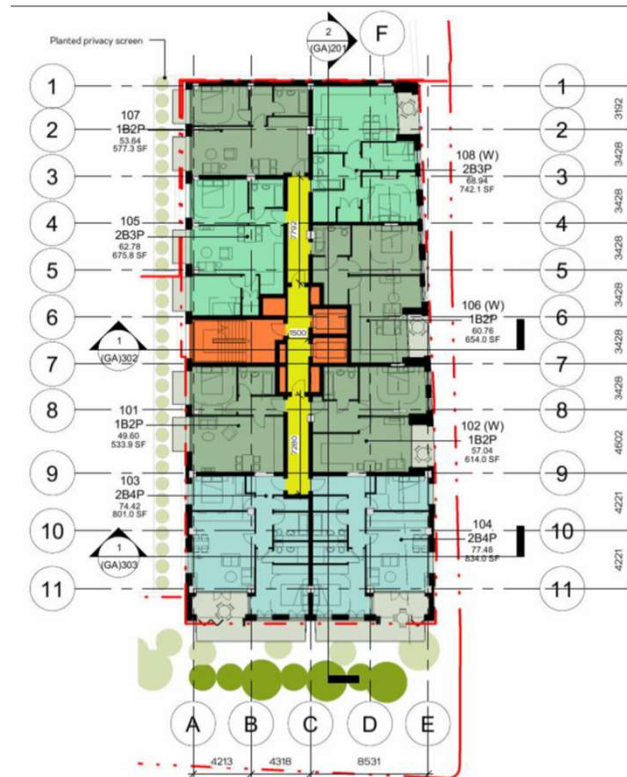 Planted privacy screen
2
(GA)201
F
1
1
107
1B2P
53.64
577.3 SF
2
2
3192
108 (W)
2B3P
68.94
742.1 SF
3428
3
3
3428
105
2B3P
62.78
675.8 SF
4
4
7792
3428
5
5
3428
106 (W)
1B2P
60.76
654.0 SF
6
6
1
(GA)302
1500
3428
7
7
3428
101
1B2P
49.60
533.9 SF
8
8
102 (W)
1B2P
57.04
614.0 SF
7280
4602
9
9
103
2B4P
74.42
801.0 SF
4221
104
2B4P
77.48
834.0 SF
10
10
1
(GA)303
4221
11
11
A
B
C
D
E
4213
4318
8531